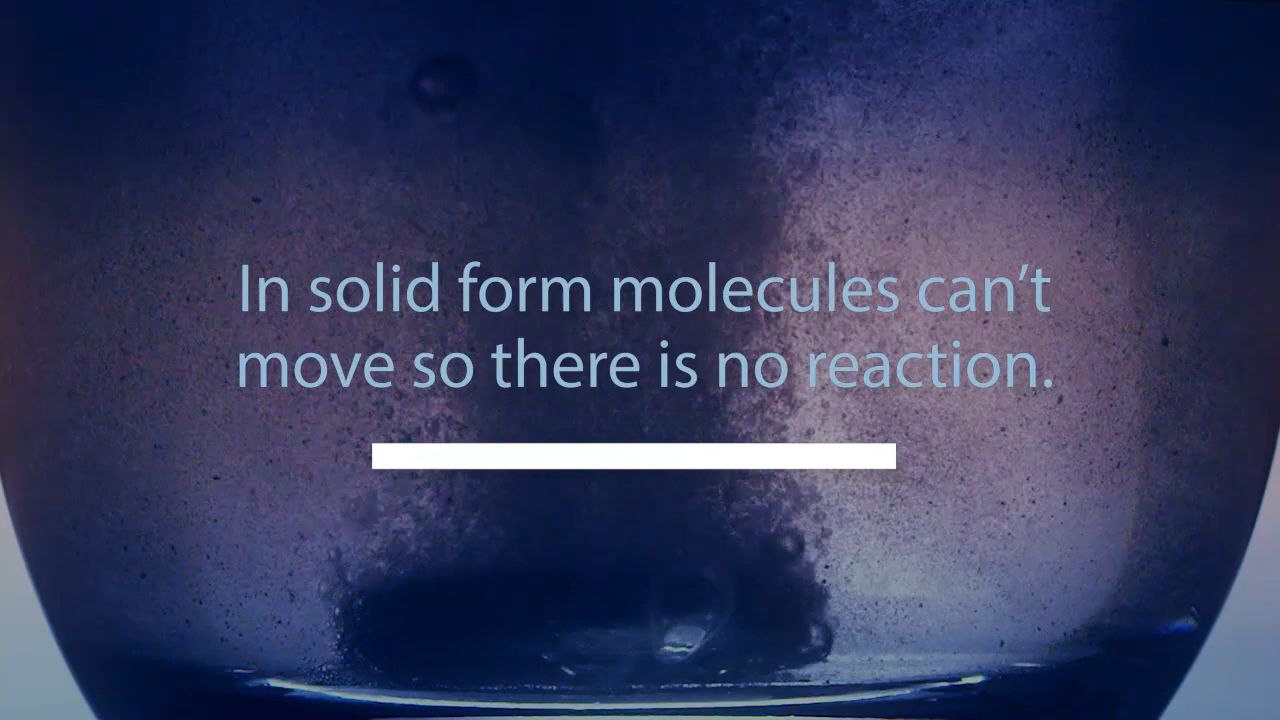 In solid form molecules can’t
move so there is no reaction.